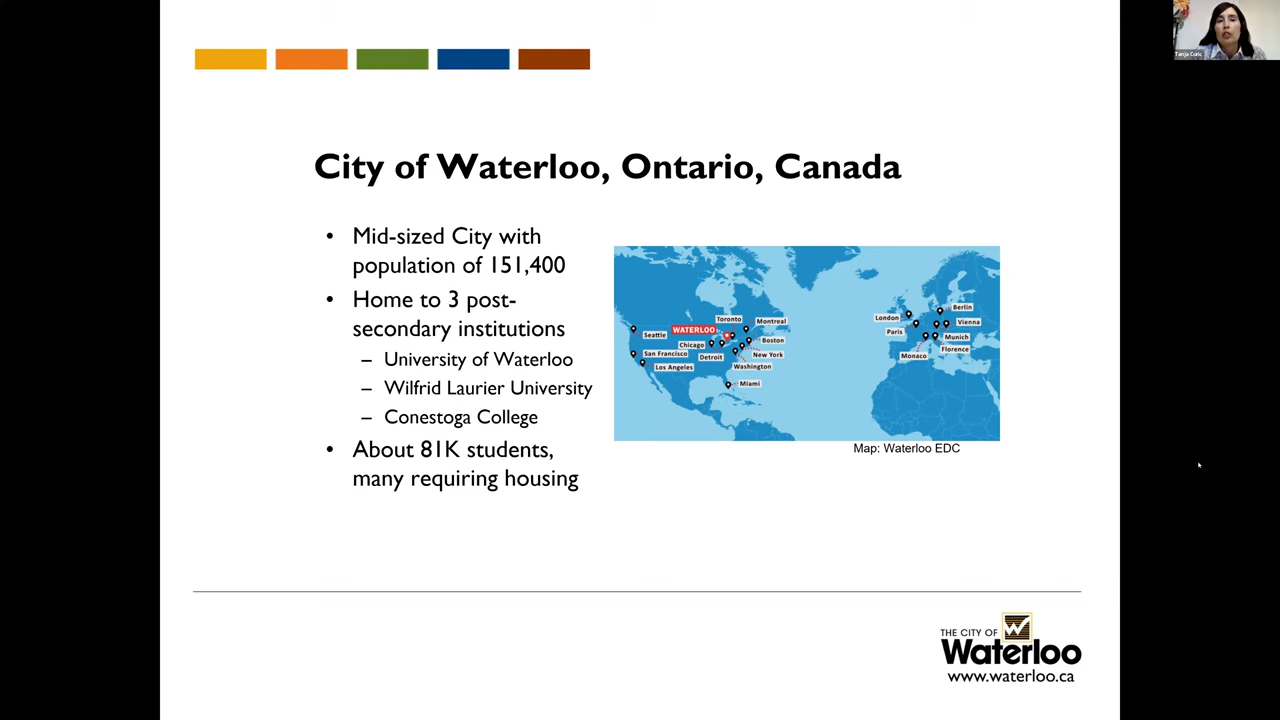 Tanja Curic
City of Waterloo, Ontario, Canada
• Mid-sized City with
population of 151,400
• Home to 3 post-
secondary institutions
– University of Waterloo
– Wilfrid Laurier University
– Conestoga College
• About 81K students,
many requiring housing
Toronto
Montreal
WATERLOO
Seattle
Chicago
Boston
San Francisco
Detroit
New York
Los Angeles
Washington
Miami
Berlin
London
Vienna
Paris
Munich
Florence
Monaco
Map: Waterloo EDC
THE CITY OF
Waterloo
www.waterloo.ca